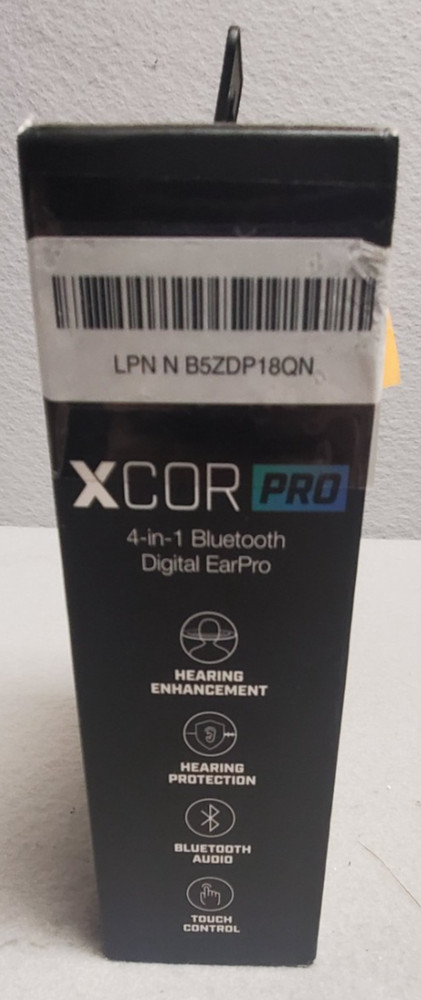 LPN N B5ZDP18QN
XCOR PRO
4-in-1 Bluetooth
Digital EarPro
HEARING
ENHANCEMENT
HEARING
PROTECTION
BLUETOOTH
AUDIO
TOUCH
CONTROL